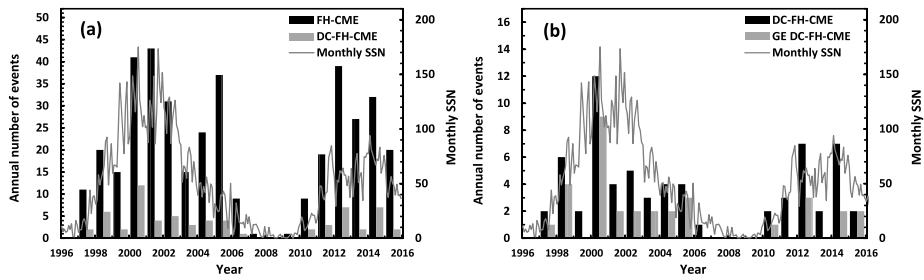 (a)
FH-CME
DC-FH-CME
Monthly SSN
Annual number of events
50
45
40
35
30
25
20
15
10
5
0
200
150
100
50
0
Monthly SSN
1996 1998 2000 2002 2004 2006 2008 2010 2012 2014 2016
Year
(b)
DC-FH-CME
GE DC-FH-CME
Monthly SSN
Annual number of events
16
14
12
10
8
6
4
2
0
200
150
100
50
0
Monthly SSN
1996 1998 2000 2002 2004 2006 2008 2010 2012 2014 2016
Year